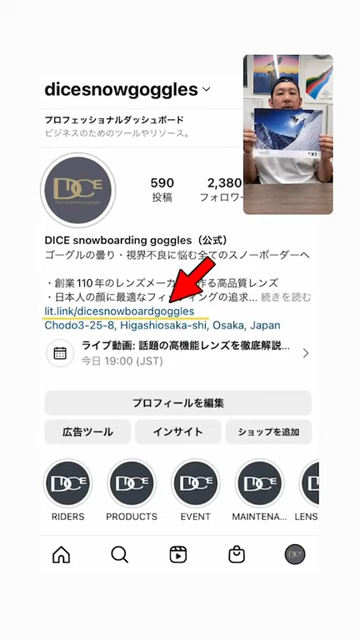 dicesnowgoggles
プロフェッショナルダッシュボード
ビジネスのためのツールやリソース。
DICE
590
2,380
投稿
フォロワー
DICE snowboarding goggles（公式）
ゴーグルの曇り・視界不良に悩む全てのスノーボーダーへ
・創業110年のレンズメーカー
作る高品質レンズ
・日本人の顔に最適なフィッティングの追求... 続きを読む
lit.link/dicesnowboardgoggles
Chodo3-25-8, Higashiosaka-shi, Osaka, Japan
ライブ動画: 話題の高機能レンズを徹底解説...
今日 19:00 (JST)
プロフィールを編集
広告ツール
インサイト
ショップを追加
DICE
DICE
DICE
DICE
RIDERS
PRODUCTS
EVENT
MAINTENA...
LENS